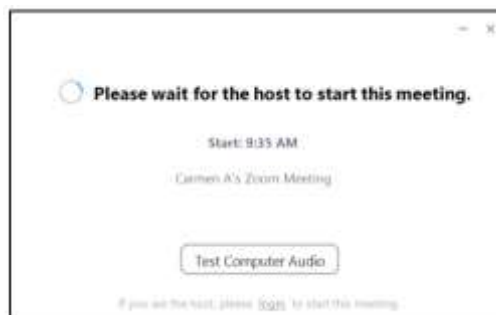 Please wait for the host to start this meeting.
Start: 9:35 AM
Carmen A's Zoom Meeting
Test Computer Audio
If you are the host, please login to start this meeting